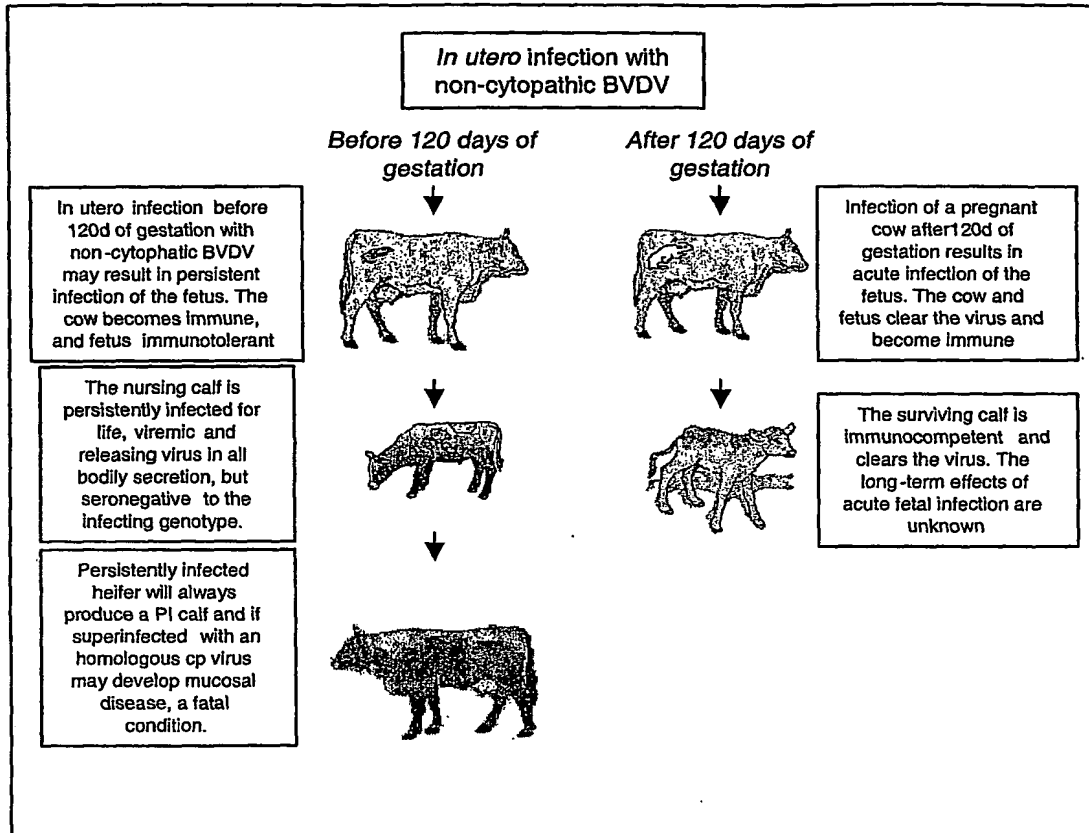 In utero infection with
non-cytopathic BVDV
Before 120 days of
gestation
After 120 days of
gestation
In utero infection before
120d of gestation with
non-cytophatic BVDV
may result in persistent
infection of the fetus. The
cow becomes immune,
and fetus immunotolerant
Infection of a pregnant
cow after120d of
gestation results in
acute infection of the
fetus. The cow and
fetus clear the virus and
become immune
The nursing calf is
persistently infected for
life, viremic and
releasing virus in all
bodily secretion, but
seronegative to the
infecting genotype.
The surviving calf is
immunocompetent and
clears the virus. The
long-term effects of
acute fetal infection are
unknown
Persistently infected
heifer will always
produce a PI calf and if
superinfected with an
homologous cp virus
may develop mucosal
disease, a fatal
condition.